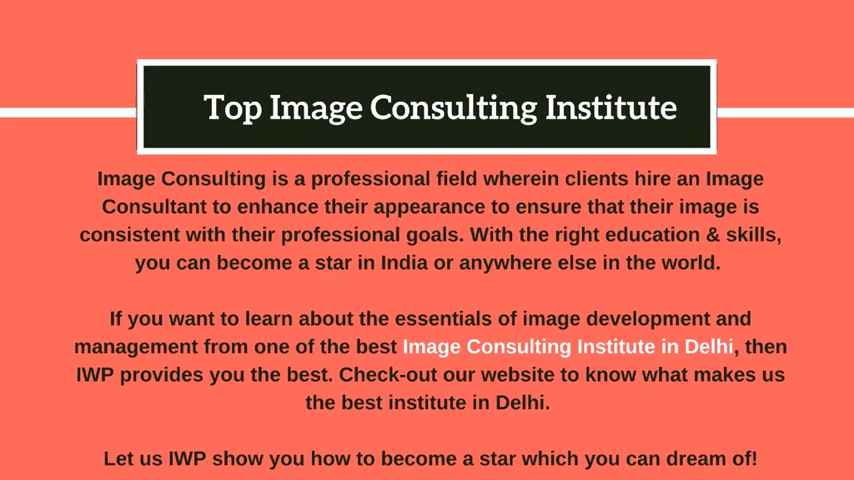 Top Image Consulting Institute
Image Consulting is a professional field wherein clients hire an Image
Consultant to enhance their appearance to ensure that their image is
consistent with their professional goals. With the right education & skills,
you can become a star in India or anywhere else in the world.
If you want to learn about the essentials of image development and
management from one of the best Image Consulting Institute in Delhi, then
IWP provides you the best. Check-out our website to know what makes us
the best institute in Delhi.
Let us IWP show you how to become a star which you can dream of!